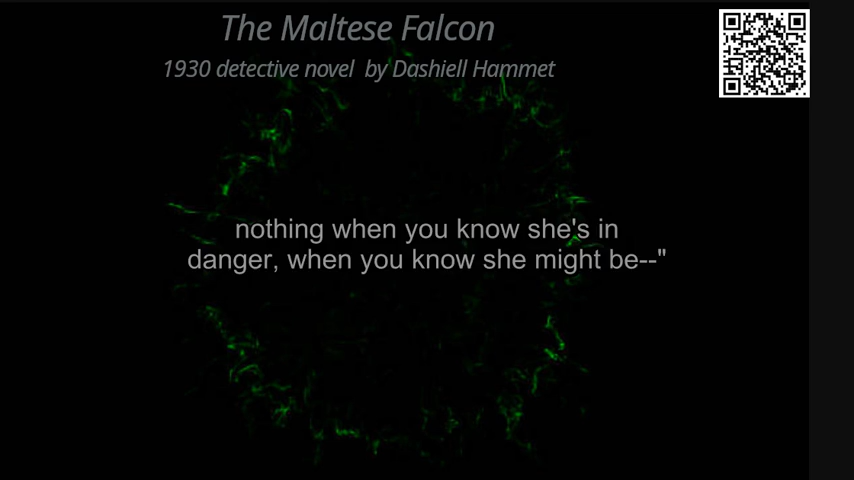 The Maltese Falcon
1930 detective novel by Dashiell Hammet
nothing when you know she's in
danger, when you know she might be--"